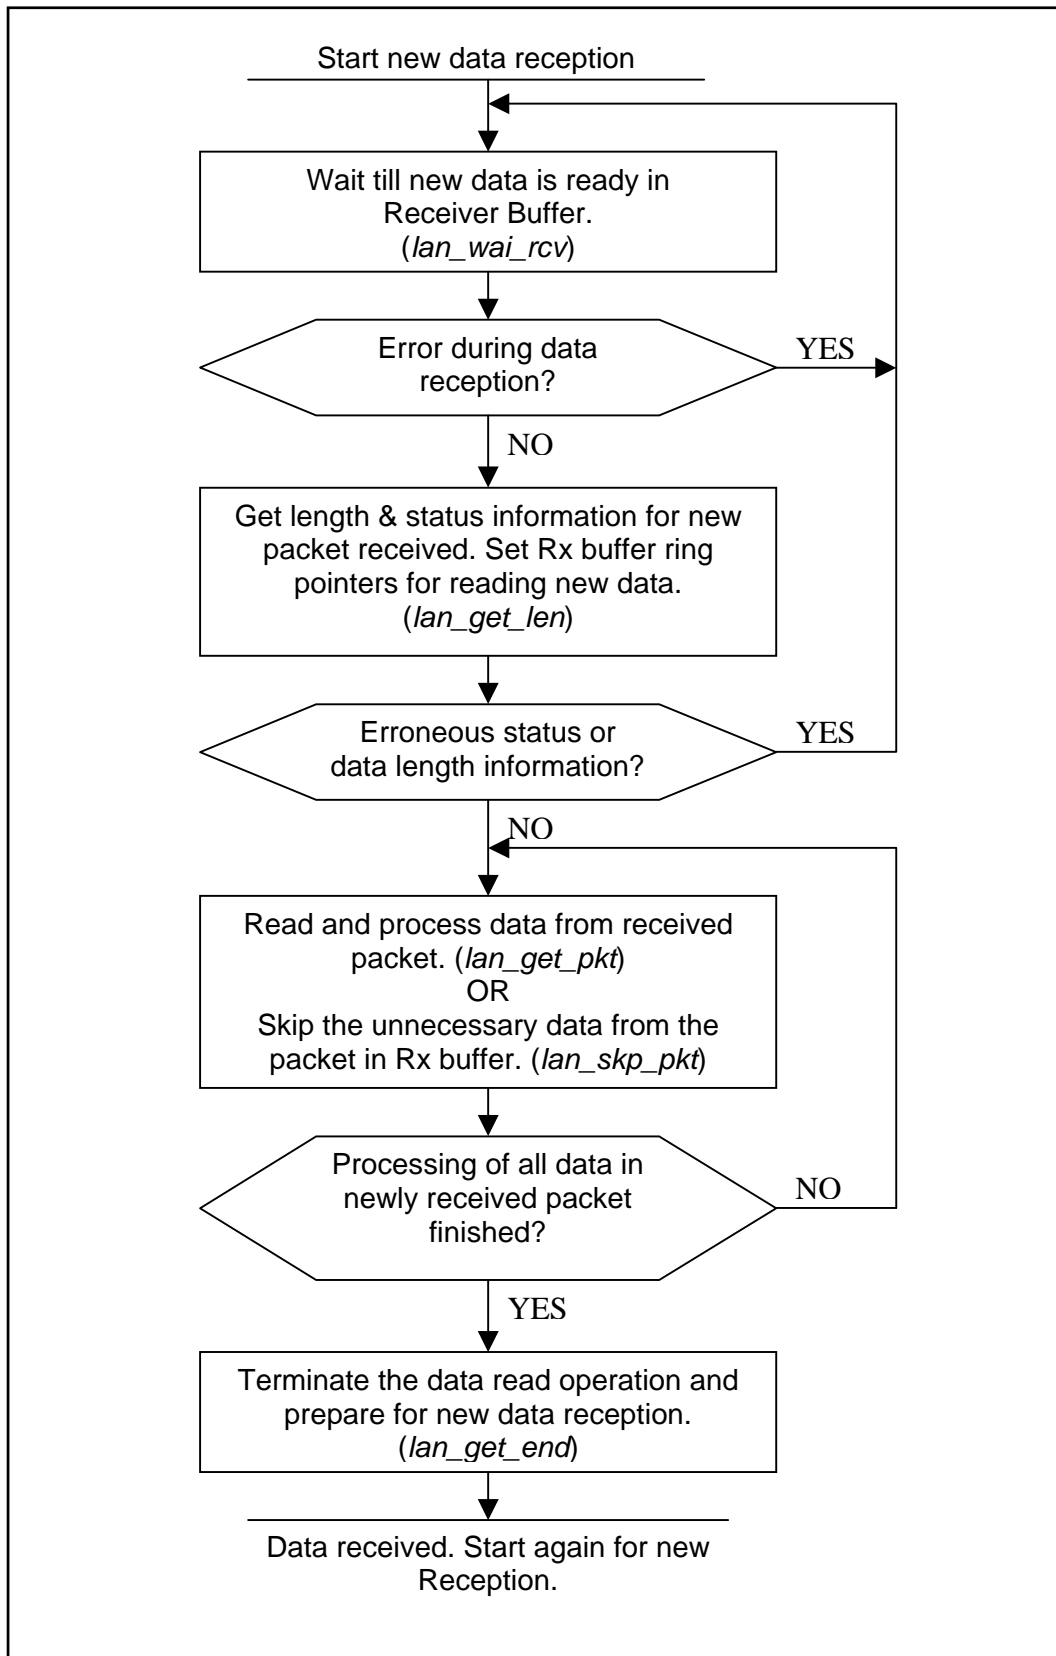 Start new data reception
Wait till new data is ready in
Receiver Buffer.
(lan_wai_rcv)
Error during data
reception?
YES
NO
Get length & status information for new
packet received. Set Rx buffer ring
pointers for reading new data.
(lan_get_len)
Erroneous status or
data length information?
YES
NO
Read and process data from received
packet. (lan_get_pkt)
OR
Skip the unnecessary data from the
packet in Rx buffer. (lan_skp_pkt)
Processing of all data in
newly received packet
finished?
NO
YES
Terminate the data read operation and
prepare for new data reception.
(lan_get_end)
Data received. Start again for new
Reception.